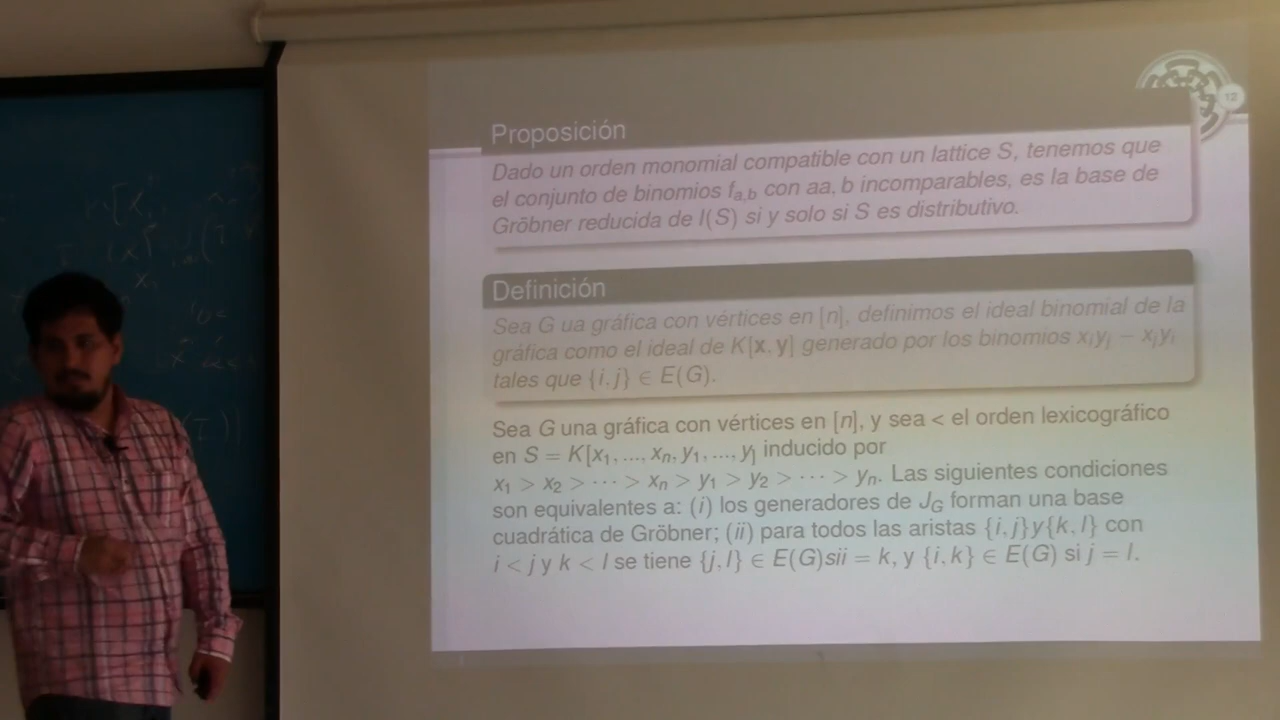 12
Proposición
Dado un orden monomial compatible con un lattice S, tenemos que
el conjunto de binomios f_{a,b} con aa, b incomparables, es la base de
Gröbner reducida de I(S) si y solo si S es distributivo.
Definición
Sea G ua gráfica con vértices en [n], definimos el ideal binomial de la
gráfica como el ideal de K[x, y] generado por los binomios x_iy_j − x_jy_i
tales que {i, j} ∈ E(G).
Sea G una gráfica con vértices en [n], y sea < el orden lexicográfico
en S = K[x_1, ..., x_n, y_1, ..., y_] inducido por
x_1 > x_2 > ··· > x_n > y_1 > y_2 > ··· > y_n. Las siguientes condiciones
son equivalentes a: (i) los generadores de J_G forman una base
cuadrática de Gröbner; (ii) para todos las aristas {i, j}y{k, l} con
i < j y k < l se tiene {j, l} ∈ E(G)sii = k, y {i, k} ∈ E(G) si j = l.